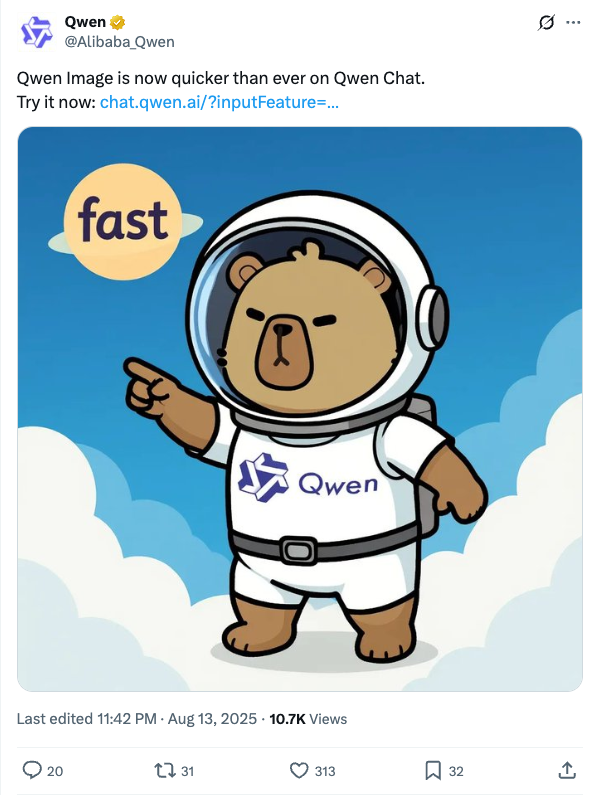 Qwen
@Alibaba_Qwen
Qwen Image is now quicker than ever on Qwen Chat.
Try it now: chat.qwen.ai/?inputFeature=...
fast
Qwen
Last edited 11:42 PM · Aug 13, 2025 · 10.7K Views
20 31 313 32